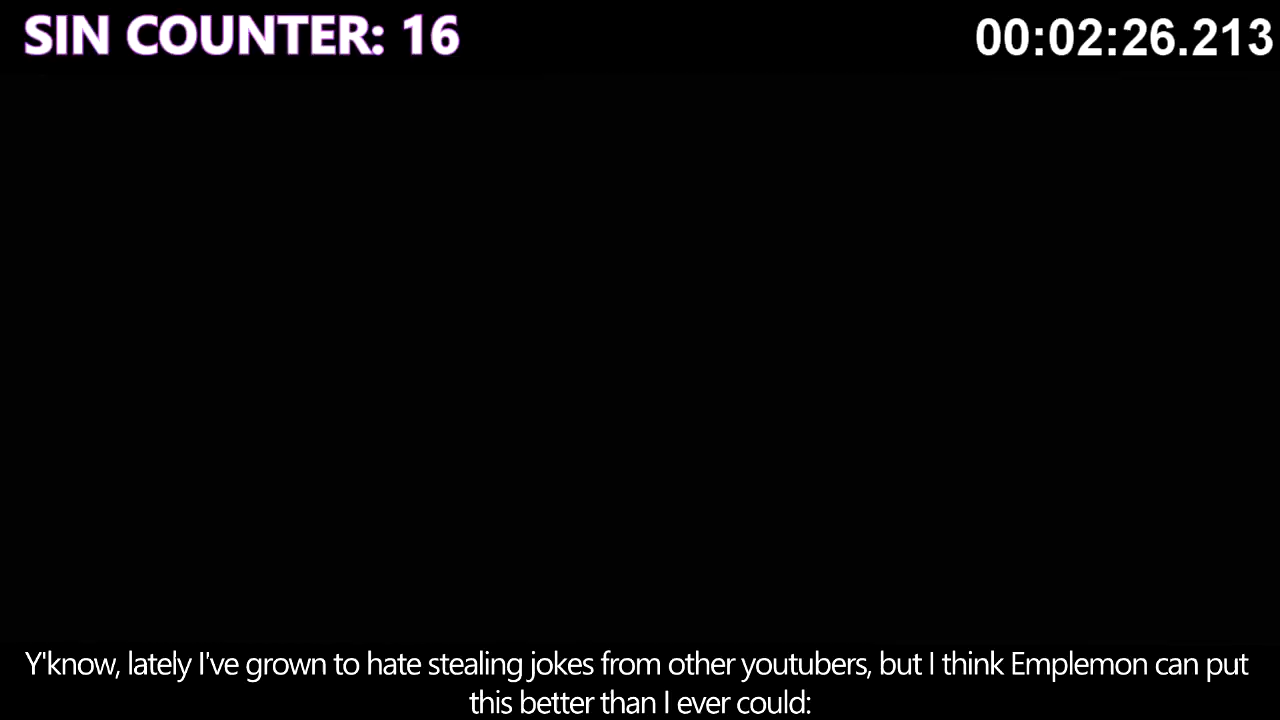 SIN COUNTER: 16
00:02:26.213
Y'know, lately I've grown to hate stealing jokes from other youtubers, but I think Emplemon can put
this better than I ever could: